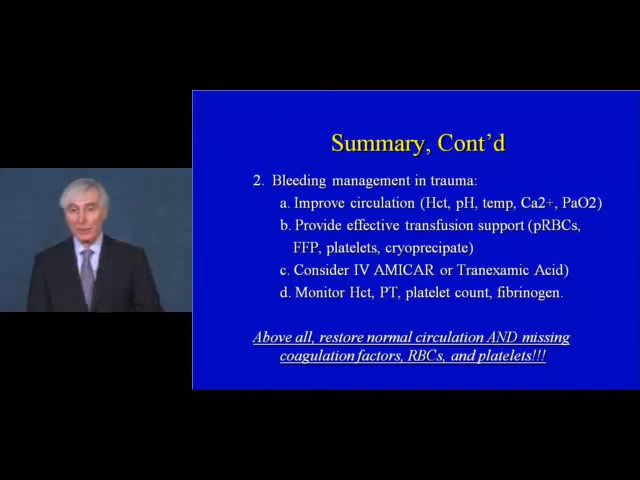 Summary, Cont’d
2. Bleeding management in trauma:
a. Improve circulation (Hct, pH, temp, Ca2+, PaO2)
b. Provide effective transfusion support (pRBCs,
FFP, platelets, cryoprecipate)
c. Consider IV AMICAR or Tranexamic Acid)
d. Monitor Hct, PT, platelet count, fibrinogen.
Above all, restore normal circulation AND missing
coagulation factors, RBCs, and platelets!!!